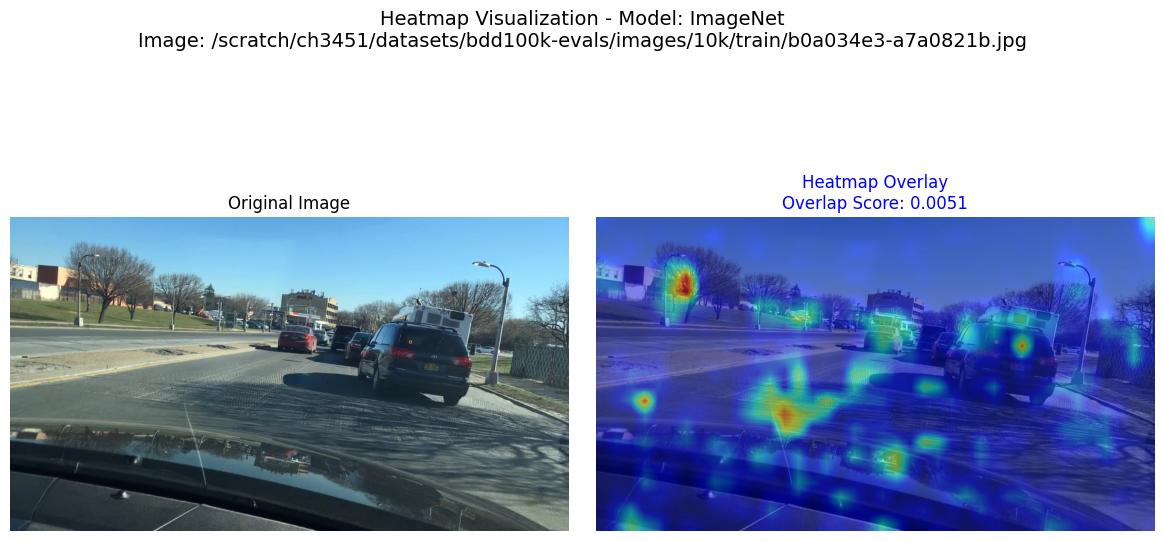 Heatmap Visualization - Model: ImageNet
Image: /scratch/ch3451/datasets/bdd100k-evals/images/10k/train/b0a034e3-a7a0821b.jpg
Original Image
Heatmap Overlay
Overlap Score: 0.0051